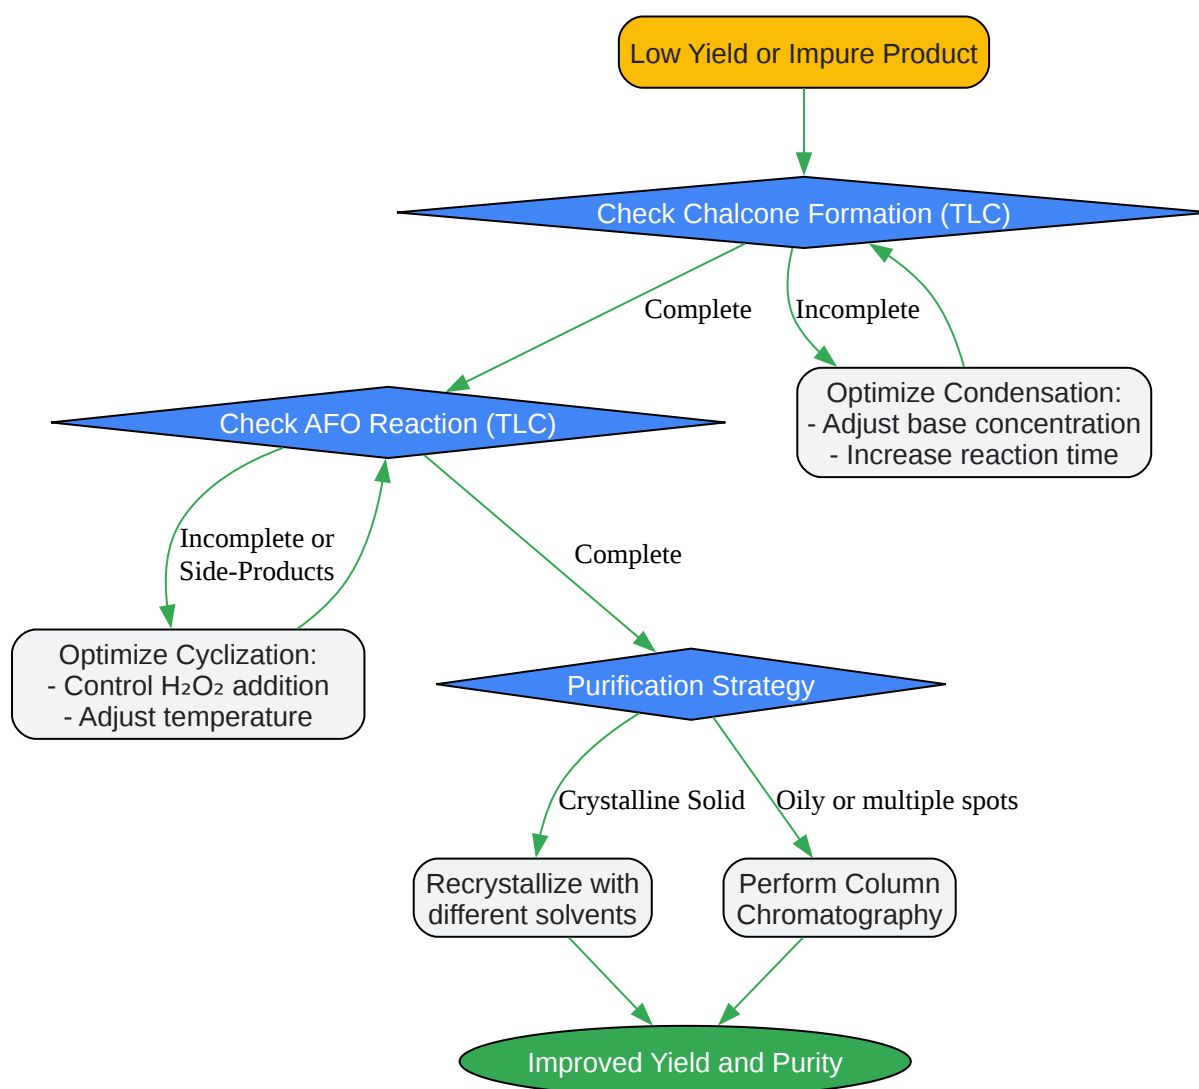 Low Yield or Impure Product
Check Chalcone Formation (TLC)
Complete
Incomplete
Optimize Condensation:
- Adjust base concentration
- Increase reaction time
Check AFO Reaction (TLC)
Incomplete or
Side-Products
Complete
Optimize Cyclization:
- Control H₂O₂ addition
- Adjust temperature
Purification Strategy
Crystalline Solid
Oily or multiple spots
Recrystallize with
different solvents
Perform Column
Chromatography
Improved Yield and Purity